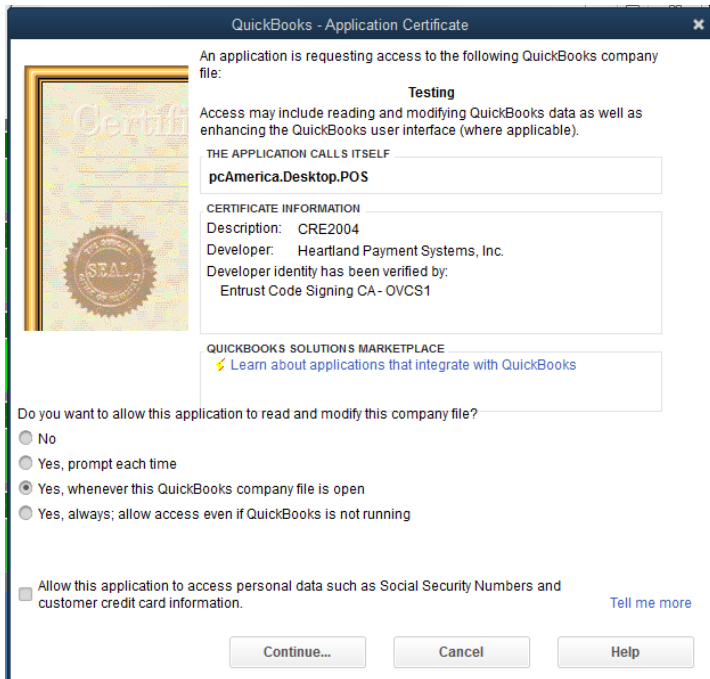 QuickBooks - Application Certificate
An application is requesting access to the following QuickBooks company
file:
Testing
Access may include reading and modifying QuickBooks data as well as
enhancing the QuickBooks user interface (where applicable).
THE APPLICATION CALLS ITSELF
pcAmerica.Desktop.POS
CERTIFICATE INFORMATION
Description: CRE2004
Developer: Heartland Payment Systems, Inc.
Developer identity has been verified by:
Entrust Code Signing CA - OVCS1
SEAL
QUICKBOOKS SOLUTIONS MARKETPLACE
Learn about applications that integrate with QuickBooks
Do you want to allow this application to read and modify this company file?
No
Yes, prompt each time
Yes, whenever this QuickBooks company file is open
Yes, always; allow access even if QuickBooks is not running
Allow this application to access personal data such as Social Security Numbers and
customer credit card information.
Tell me more
Continue...
Cancel
Help